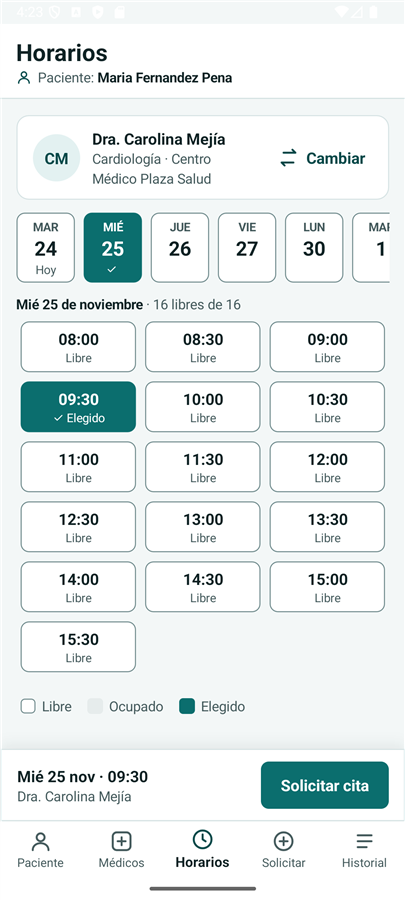 4:23
Horarios
Paciente: Maria Fernandez Pena
CM
Dra. Carolina Mejía
Cardiología · Centro
Médico Plaza Salud
Cambiar
MAR MIÉ JUE VIE LUN MAR
24 25 26 27 30 1
Hoy
Mié 25 de noviembre · 16 libres de 16
08:00 08:30 09:00
Libre Libre Libre
09:30 10:00 10:30
Elegido Libre Libre
11:00 11:30 12:00
Libre Libre Libre
12:30 13:00 13:30
Libre Libre Libre
14:00 14:30 15:00
Libre Libre Libre
15:30
Libre
Libre Ocupado Elegido
Mié 25 nov · 09:30
Dra. Carolina Mejía
Solicitar cita
Paciente Médicos Horarios Solicitar Historial